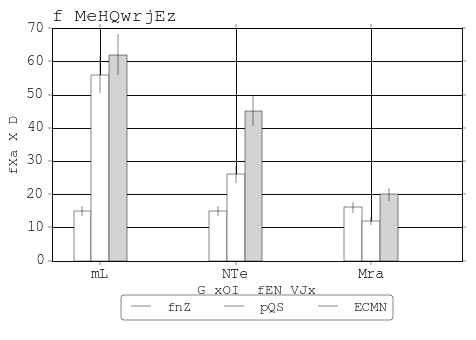 f MeHQwrjEz
70
60
50
40
30
20
10
0
fXa X D
mL NTe Mra
G xOI fEN VJx
fnZ pQS ECMN